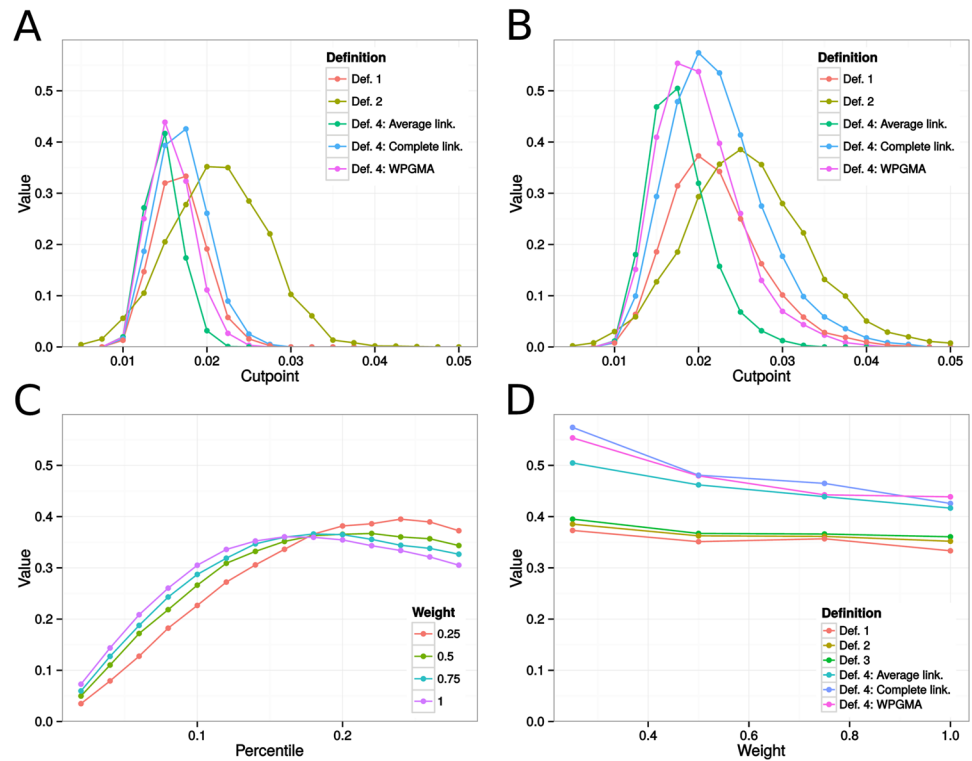 A
Value
0.5
0.4
0.3
0.2
0.1
0.0
0.01
0.02
0.03
0.04
0.05
Cutpoint
Definition
Def. 1
Def. 2
Def. 4: Average link.
Def. 4: Complete link.
Def. 4: WPGMA
B
Value
0.5
0.4
0.3
0.2
0.1
0.0
0.01
0.02
0.03
0.04
0.05
Cutpoint
Definition
Def. 1
Def. 2
Def. 4: Average link.
Def. 4: Complete link.
Def. 4: WPGMA
C
Value
0.5
0.4
0.3
0.2
0.1
0.0
0.1
0.2
Percentile
Weight
0.25
0.5
0.75
1
D
Value
0.5
0.4
0.3
0.2
0.1
0.0
0.4
0.6
0.8
1.0
Weight
Definition
Def. 1
Def. 2
Def. 3
Def. 4: Average link.
Def. 4: Complete link.
Def. 4: WPGMA